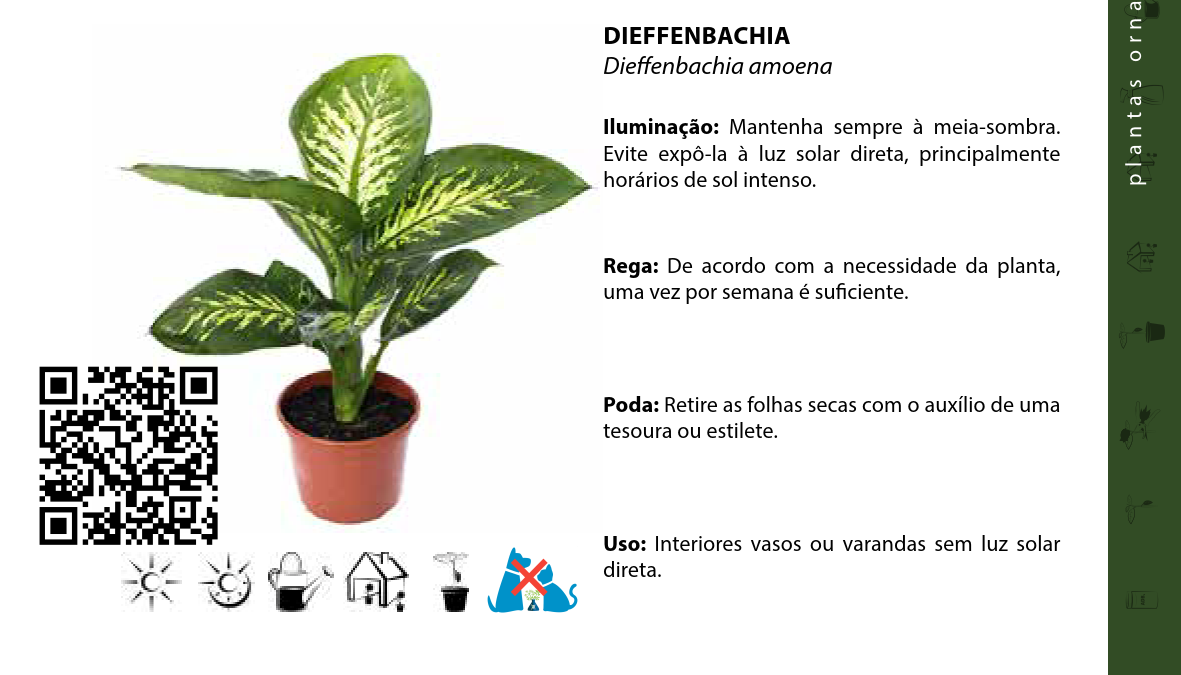 DIEFFENBACHIA
Dieffenbachia amoena
Iluminação: Mantenha sempre à meia-sombra.
Evite expô-la à luz solar direta, principalmente
horários de sol intenso.
Rega: De acordo com a necessidade da planta,
uma vez por semana é suficiente.
Poda: Retire as folhas secas com o auxílio de uma
tesoura ou estilete.
Uso: Interiores vasos ou varandas sem luz solar
direta.
plantas orna